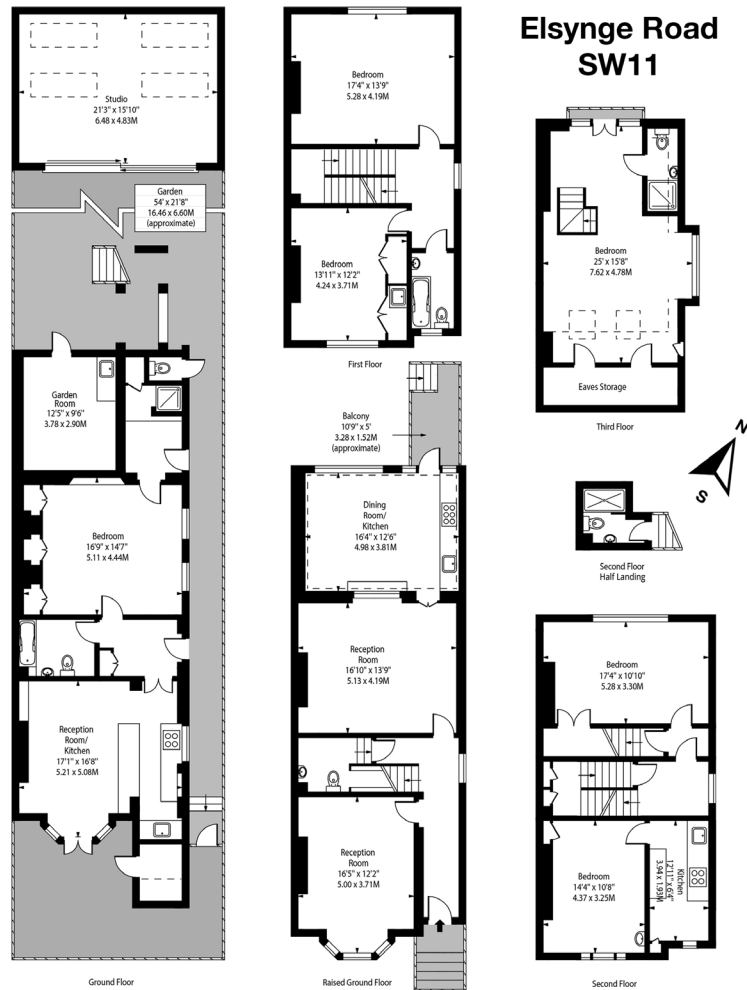 Elsynge Road
SW11
Studio
21'3" x 15'10"
6.48 x 4.83M
Garden
54' x 21'8"
16.46 x 6.60M
(approximate)
Garden
Room
12'5" x 9'6"
3.78 x 2.90M
Bedroom
16'9" x 14'7"
5.11 x 4.44M
Reception
Room/
Kitchen
17'1" x 16'8"
5.21 x 5.08M
Ground Floor
Bedroom
17'4" x 13'9"
5.28 x 4.19M
Bedroom
13'11" x 12'2"
4.24 x 3.71M
First Floor
Balcony
10'9" x 5'
3.28 x 1.52M
(approximate)
Dining
Room/
Kitchen
16'4" x 12'6"
4.98 x 3.81M
Reception
Room
16'10" x 13'9"
5.13 x 4.19M
Reception
Room
16'5" x 12'2"
5.00 x 3.71M
Raised Ground Floor
Bedroom
25' x 15'8"
7.62 x 4.78M
Eaves Storage
Third Floor
N
S
Second Floor
Half Landing
Bedroom
17'4" x 10'10"
5.28 x 3.30M
Bedroom
14'4" x 10'8"
4.37 x 3.25M
Kitchen
12'11" x 6'4"
3.94 x 1.93M
Second Floor